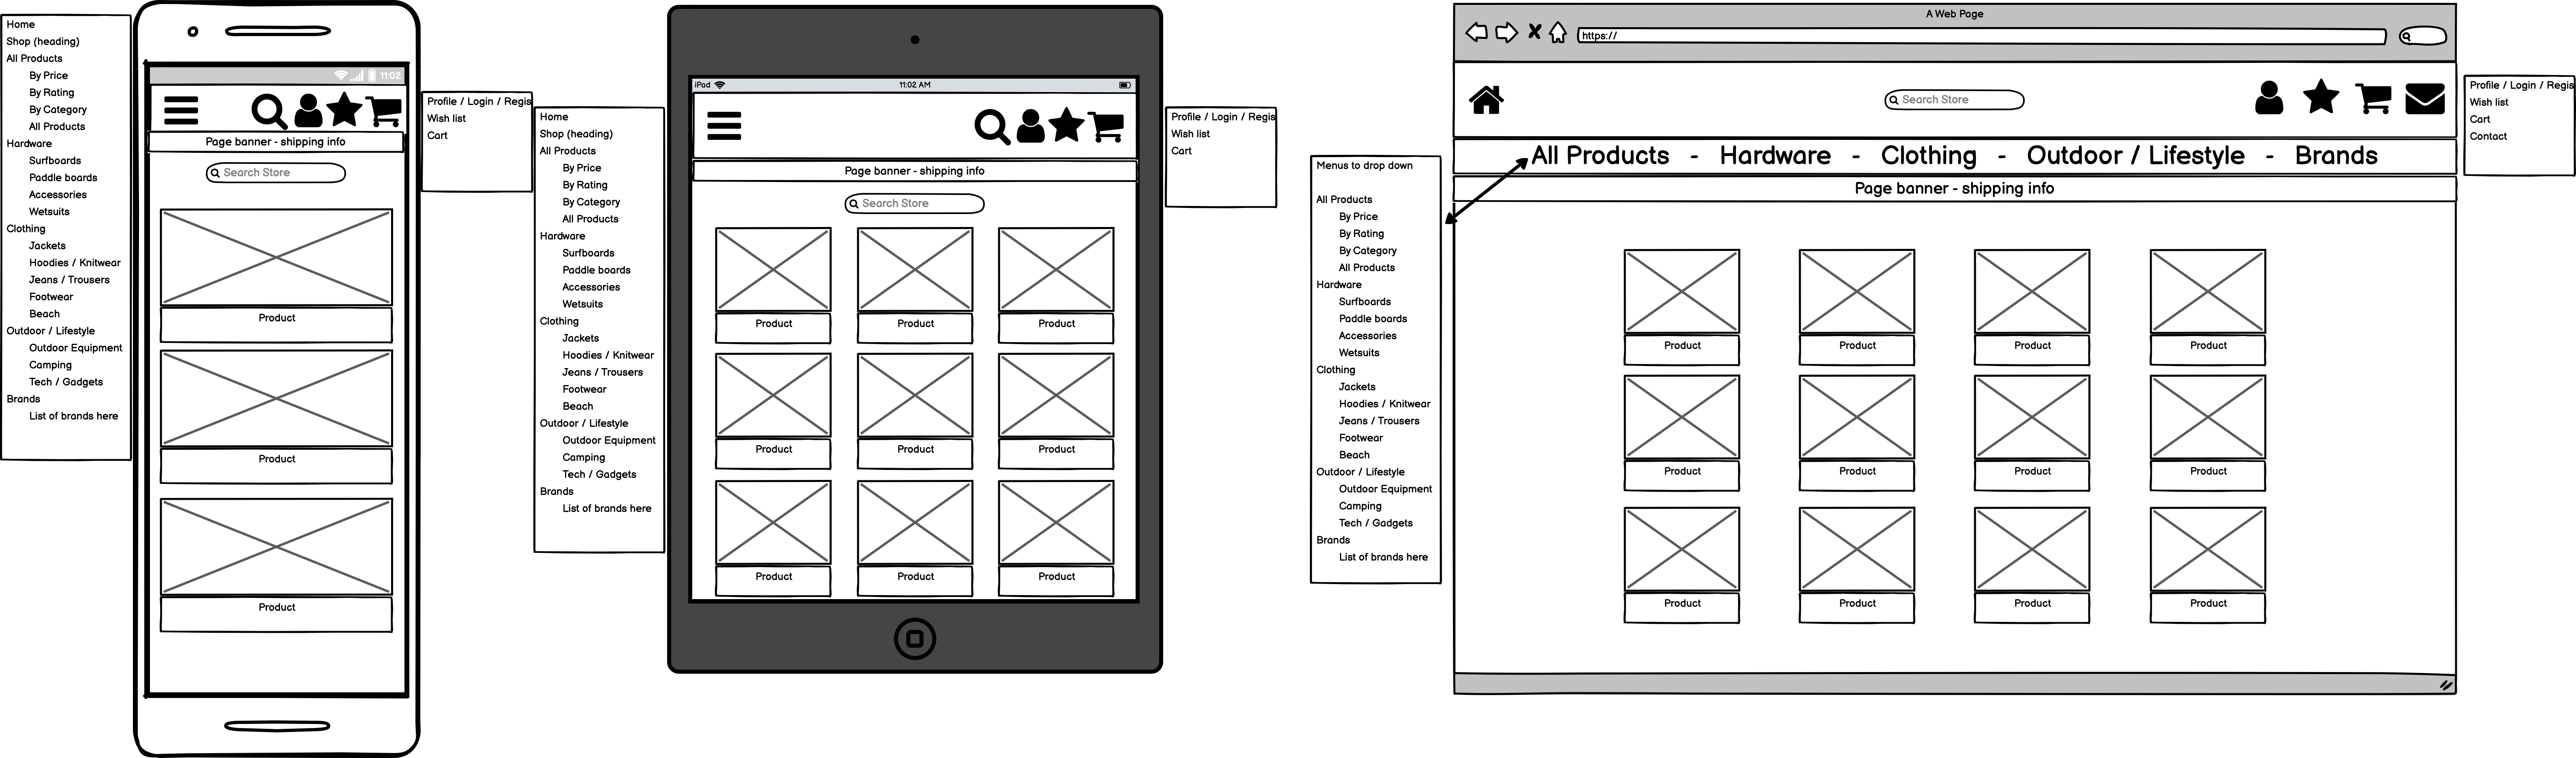 Home
Shop (heading)
All Products
By Price
By Rating
By Category
All Products
Hardware
Surfboards
Paddle boards
Accessories
Wetsuits
Clothing
Jackets
Hoodies / Knitwear
Jeans / Trousers
Footwear
Beach
Outdoor / Lifestyle
Outdoor Equipment
Camping
Tech / Gadgets
Brands
List of brands here
11:02
Page banner - shipping info
Search Store
Product
Product
Product
Profile / Login / Regis
Wish list
Cart
Home
Shop (heading)
All Products
By Price
By Rating
By Category
All Products
Hardware
Surfboards
Paddle boards
Accessories
Wetsuits
Clothing
Jackets
Hoodies / Knitwear
Jeans / Trousers
Footwear
Beach
Outdoor / Lifestyle
Outdoor Equipment
Camping
Tech / Gadgets
Brands
List of brands here
iPad 11:02 AM
Page banner - shipping info
Search Store
Product Product Product
Product Product Product
Product Product Product
Profile / Login / Regis
Wish list
Cart
Menus to drop down
All Products
By Price
By Rating
By Category
All Products
Hardware
Surfboards
Paddle boards
Accessories
Wetsuits
Clothing
Jackets
Hoodies / Knitwear
Jeans / Trousers
Footwear
Beach
Outdoor / Lifestyle
Outdoor Equipment
Camping
Tech / Gadgets
Brands
List of brands here
A Web Page
https://
Search Store
All Products - Hardware - Clothing - Outdoor / Lifestyle - Brands
Page banner - shipping info
Product Product Product Product
Product Product Product Product
Product Product Product Product
Profile / Login / Regis
Wish list
Cart
Contact